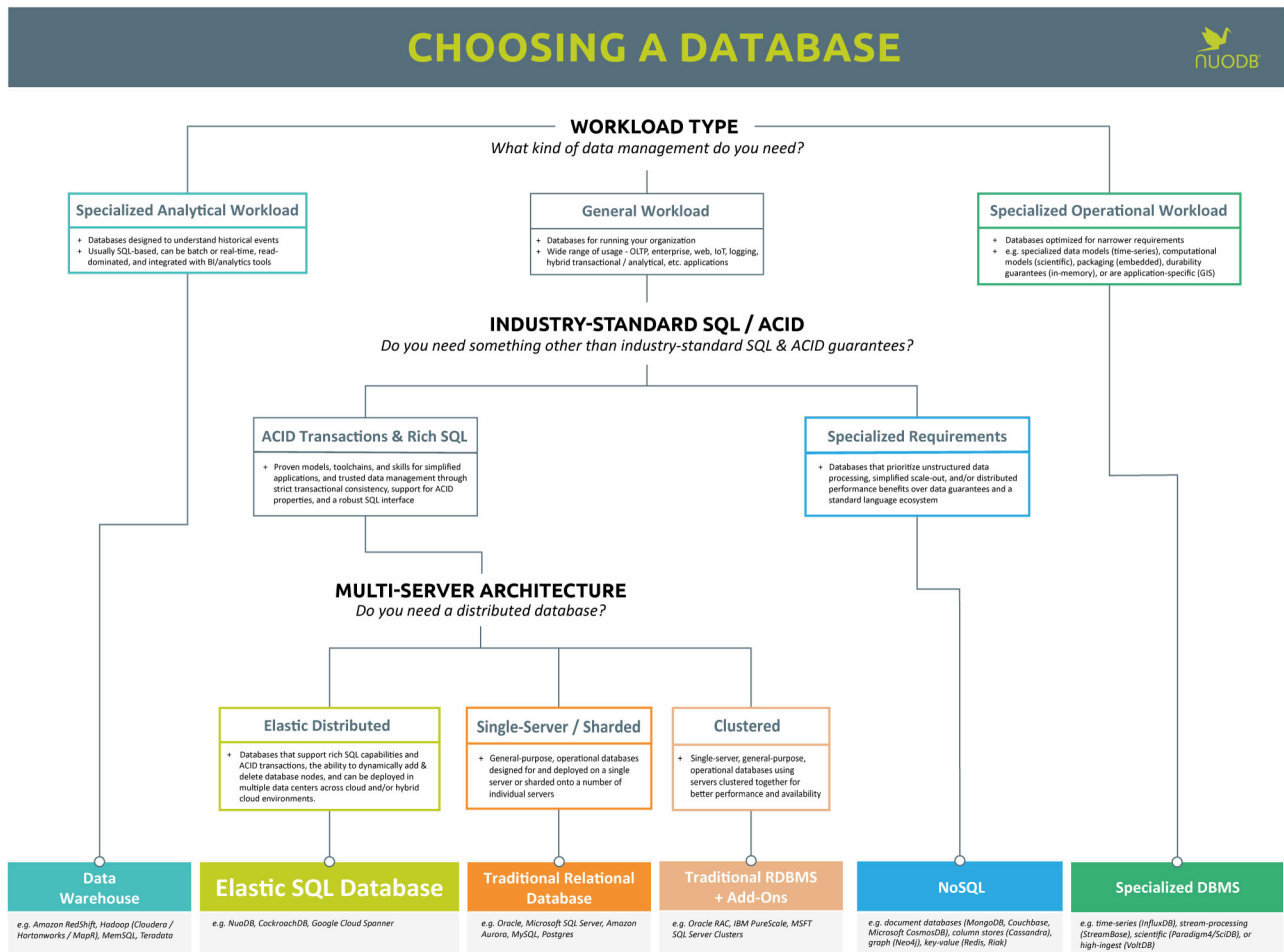 CHOOSING A DATABASE
NUODB
WORKLOAD TYPE
What kind of data management do you need?
Specialized Analytical Workload
+ Databases designed to understand historical events
+ Usually SQL-based, can be batch or real-time, read-
dominated, and integrated with BI/analytics tools
General Workload
+ Databases for running your organization
+ Wide range of usage - OLTP, enterprise, web, IoT, logging,
hybrid transactional / analytical, etc. applications
Specialized Operational Workload
+ Databases optimized for narrower requirements
+ e.g. specialized data models (time-series), computational
models (scientific), packaging (embedded), durability
guarantees (in-memory), or are application-specific (GIS)
INDUSTRY-STANDARD SQL / ACID
Do you need something other than industry-standard SQL & ACID guarantees?
ACID Transactions & Rich SQL
+ Proven models, toolchains, and skills for simplified
applications, and trusted data management through
strict transactional consistency, support for ACID
properties, and a robust SQL interface
Specialized Requirements
+ Databases that prioritize unstructured data
processing, simplified scale-out, and/or distributed
performance benefits over data guarantees and a
standard language ecosystem
MULTI-SERVER ARCHITECTURE
Do you need a distributed database?
Elastic Distributed
+ Databases that support rich SQL capabilities and
ACID transactions, the ability to dynamically add &
delete database nodes, and can be deployed in
multiple data centers across cloud and/or hybrid
cloud environments.
Single-Server / Sharded
+ General-purpose, operational databases
designed for and deployed on a single
server or sharded onto a number of
individual servers
Clustered
+ Single-server, general-purpose,
operational databases using
servers clustered together for
better performance and availability
Data
Warehouse
e.g. Amazon RedShift, Hadoop (Cloudera /
Hortonworks / MapR), MemSQL, Teradata
Elastic SQL Database
e.g. NuoDB, CockroachDB, Google Cloud Spanner
Traditional Relational
Database
e.g. Oracle, Microsoft SQL Server, Amazon
Aurora, MySQL, Postgres
Traditional RDBMS
+ Add-Ons
e.g. Oracle RAC, IBM PureScale, MSFT
SQL Server Clusters
NoSQL
e.g. document databases (MongoDB, Couchbase,
Microsoft CosmosDB), column stores (Cassandra),
graph (Neo4j), key-value (Redis, Riak)
Specialized DBMS
e.g. time-series (InfluxDB), stream-processing
(StreamBase), scientific (Paradigm4/SciDB), or
high-ingest (VoltDB)